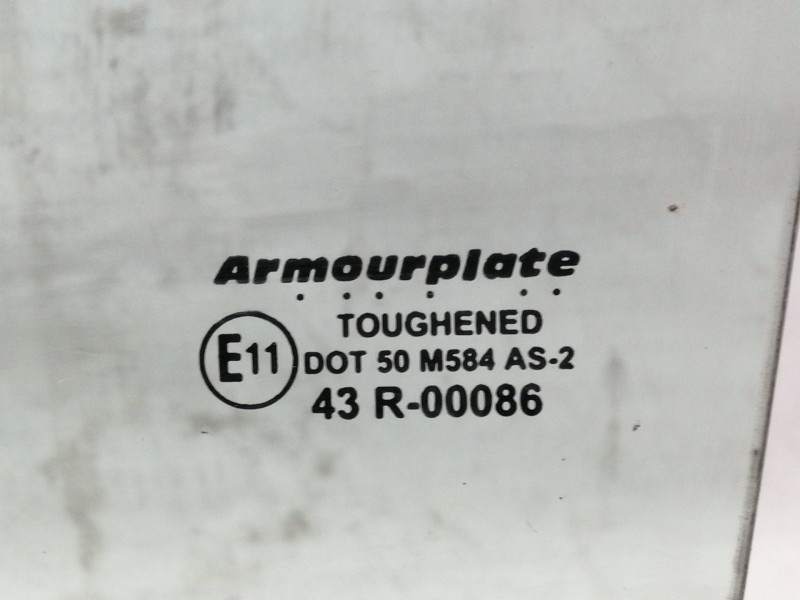 Armourplate
TOUGHENED
E11 DOT 50 M584 AS-2
43 R-00086